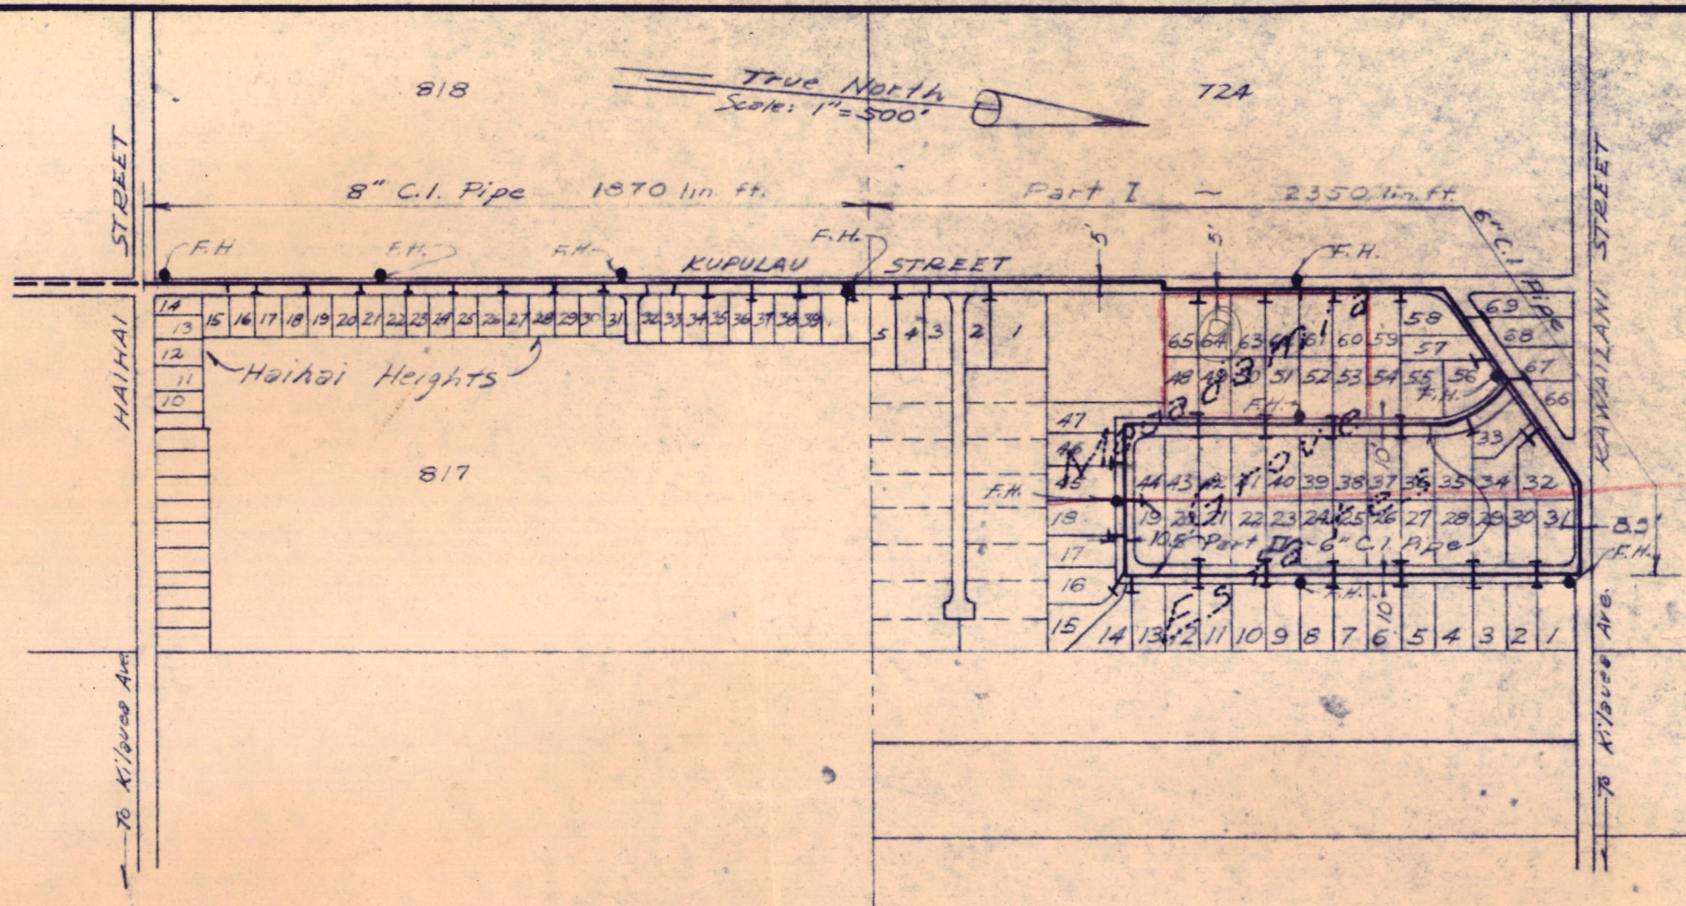 818
True North
Scale: 1"=500'
724
HAIHAI STREET
KAWAILANI STREET
8" C.I. Pipe 1870 lin. ft.
Part I ~ 2350 lin. ft.
6" C.I. Pipe
F.H.
F.H.
F.H.
F.H.
5'
5'
F.H.
KUPULAU STREET
14
13
12
11
10
15 16 17 18 19 20 21 22 23 24 25 26 27 28 29 30 31 32 33 34 35 36 37 38 39
5 4 3 2 1
Haihai Heights
817
65 64 63 61 60 59 58
57
69
68
67
66
48 49 50 51 52 53 54 55 56
F.H.
F.H.
47
46
45
44 43 42 41 40 39 38 37 36 35 34 33 32
10'
F.H.
18
17
16
15
19 20 21 22 23 24 25 26 27 28 29 30 31
8.5'
F.H.
10.5' Part II ~ 6" C.I. Pipe
F.H.
10'
14 13 12 11 10 9 8 7 6 5 4 3 2 1
Grove
Estates
To Kilauea Ave.
To Kilauea Ave.